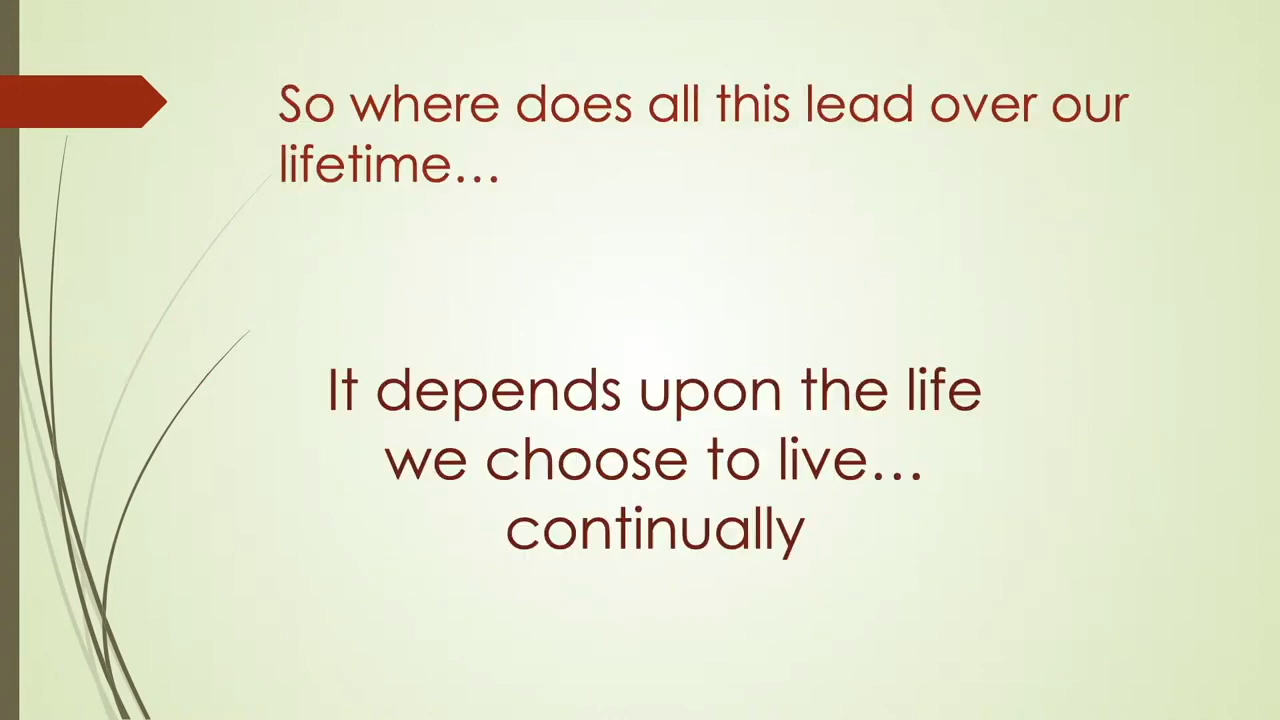 So where does all this lead over our
lifetime…
It depends upon the life
we choose to live…
continually